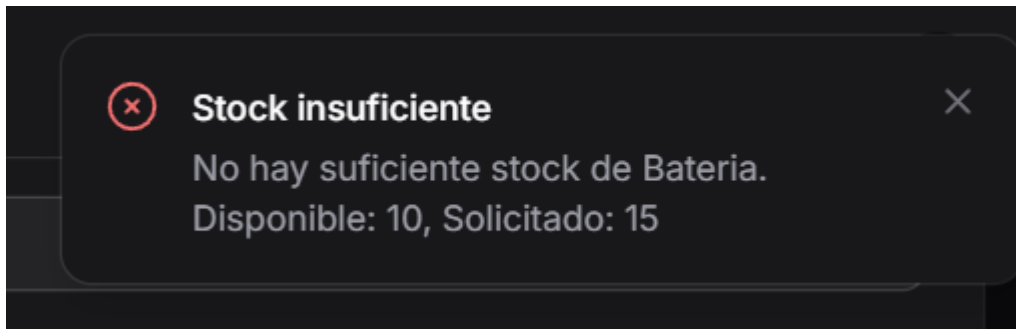 Stock insuficiente
No hay suficiente stock de Bateria.
Disponible: 10, Solicitado: 15